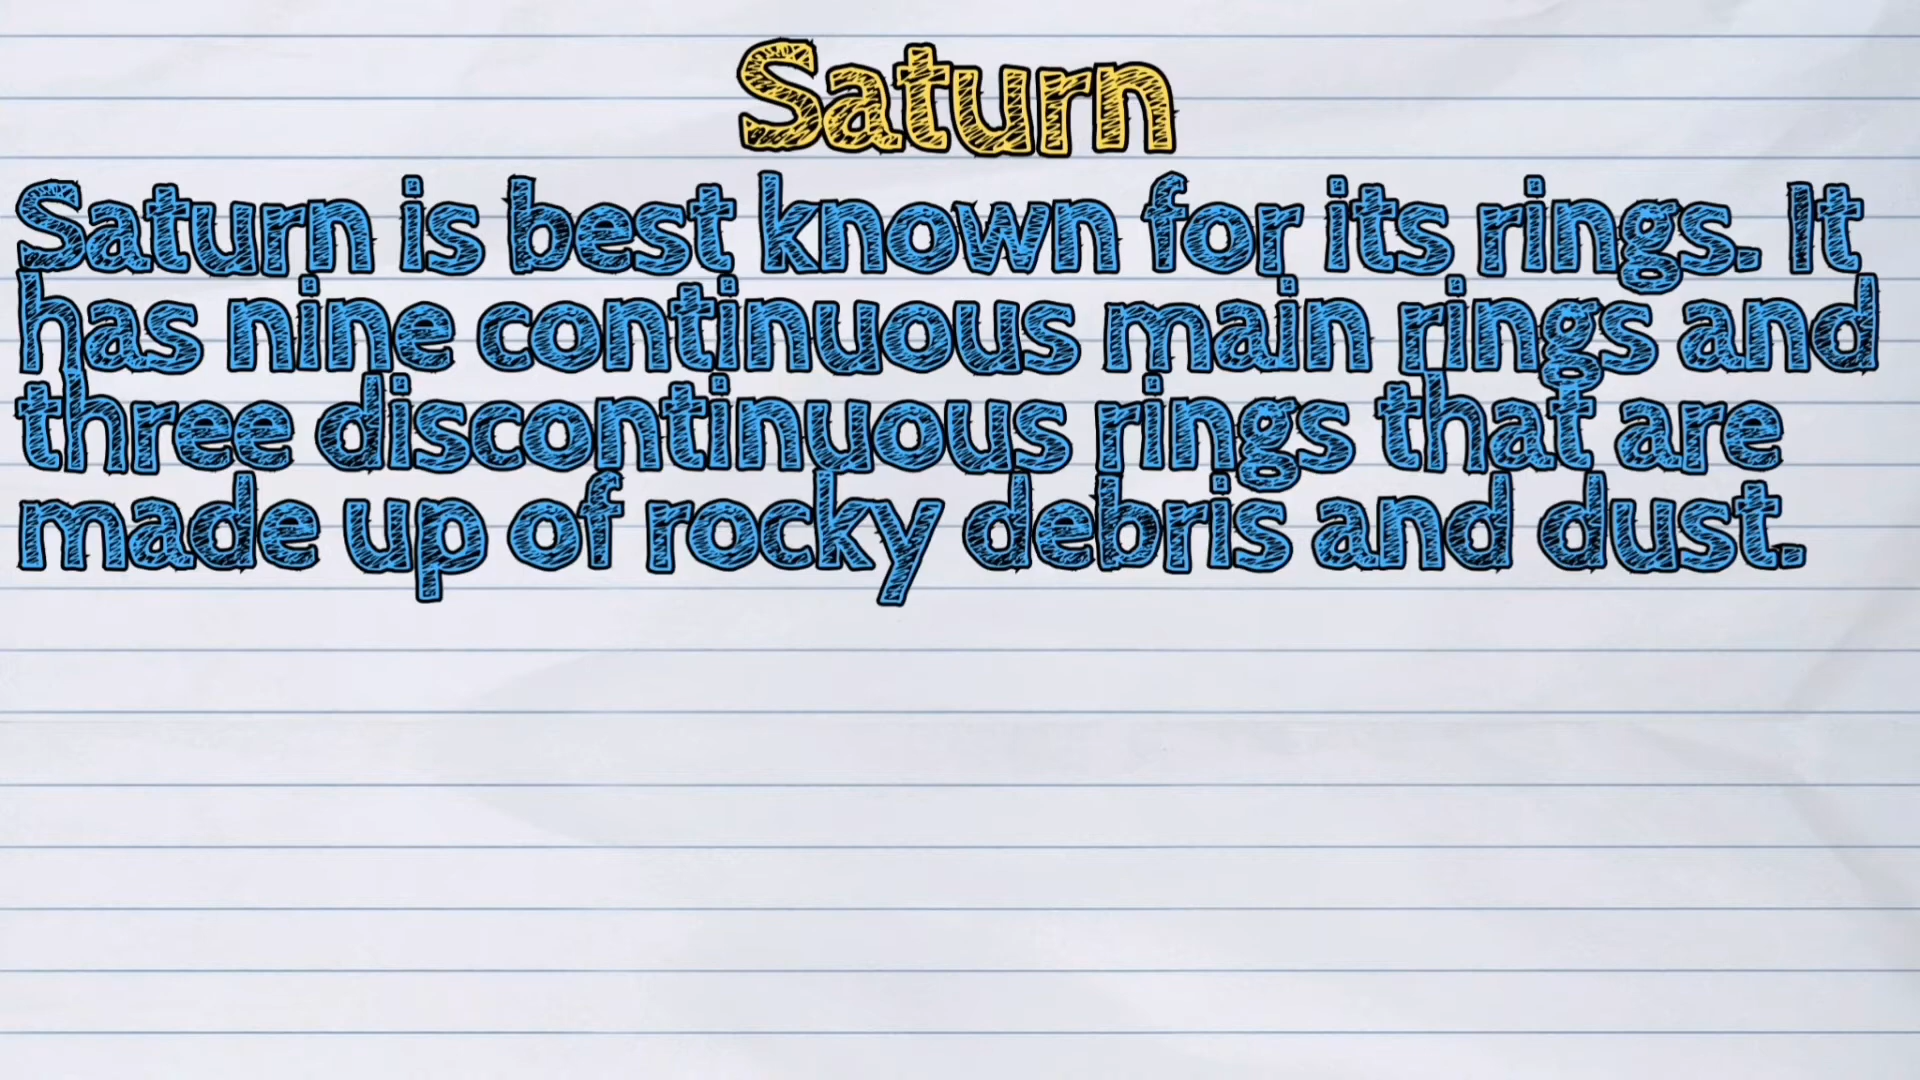 Saturn
Saturn is best known for its rings. It
has nine continuous main rings and
three discontinuous rings that are
made up of rocky debris and dust.